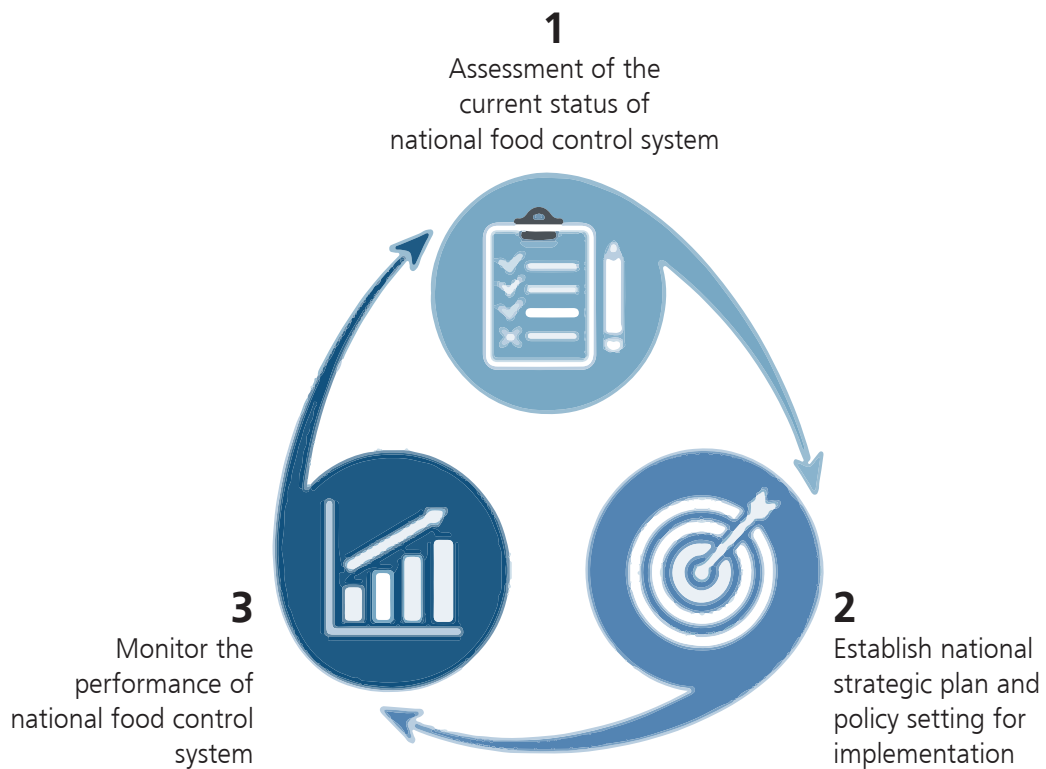 1
Assessment of the
current status of
national food control system
2
Establish national
strategic plan and
policy setting for
implementation
3
Monitor the
performance of
national food control
system